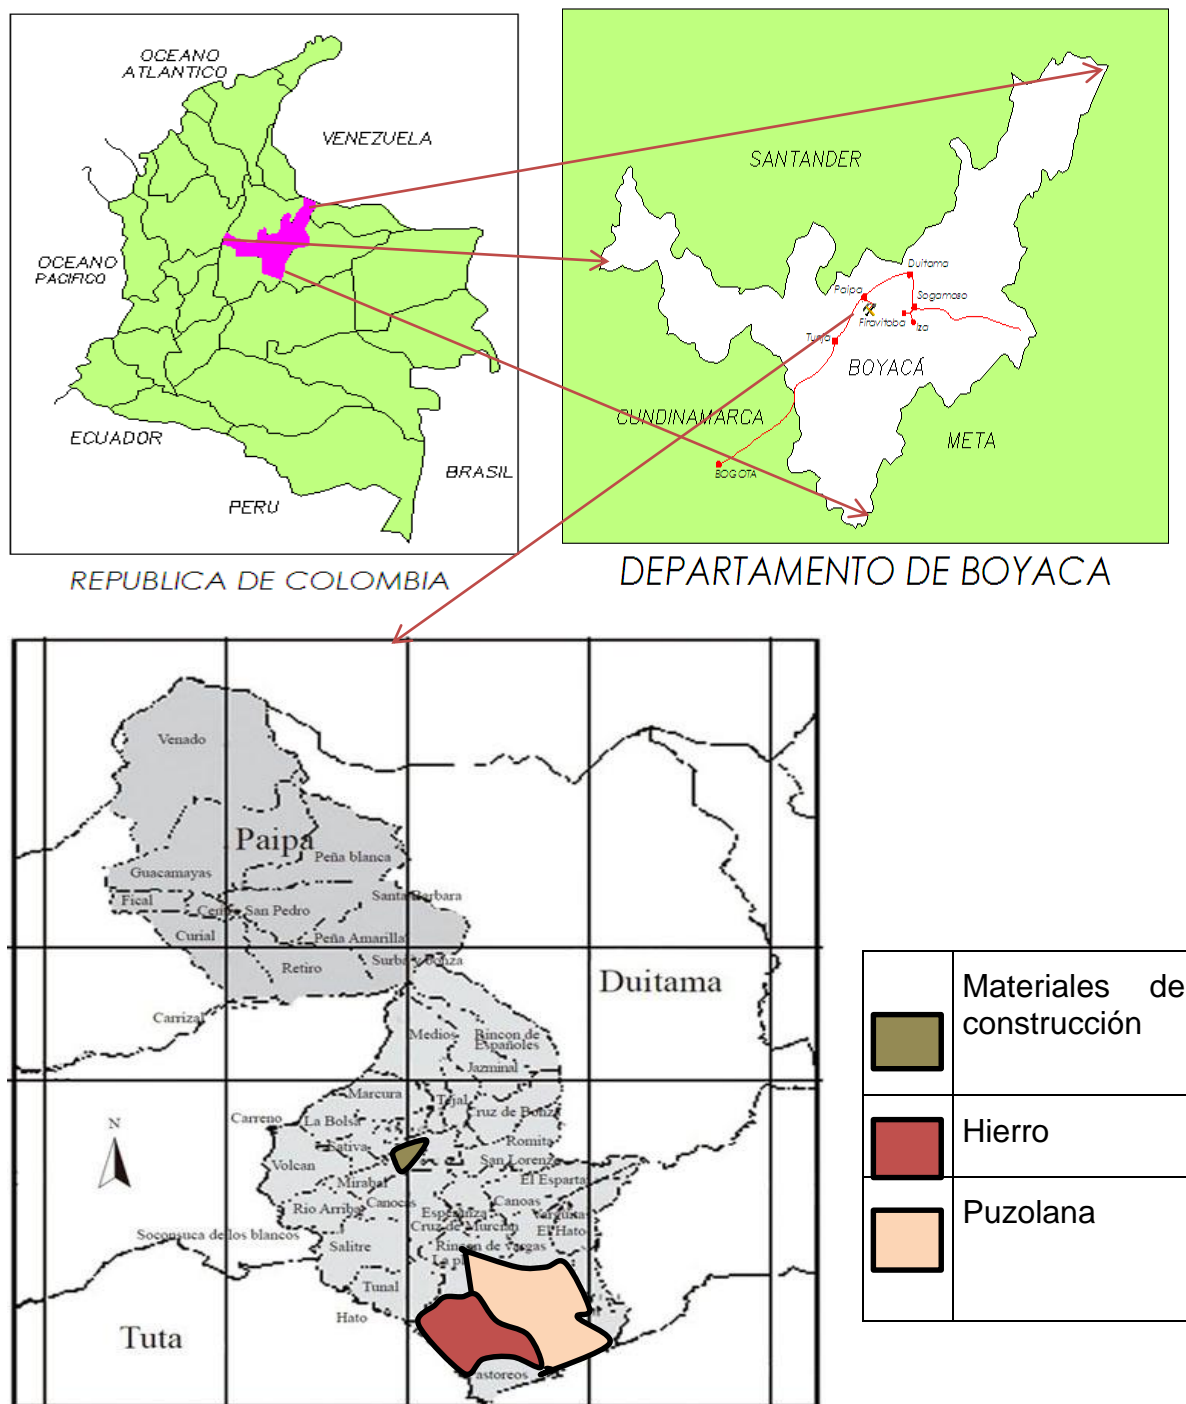 OCEANO
ATLANTICO
VENEZUELA
OCEANO
PACIFICO
ECUADOR
BRASIL
PERU
REPUBLICA DE COLOMBIA
SANTANDER
Duitama
Paipa
Sogamoso
Firavitoba
Iza
Tunja
BOYACÁ
CUNDINAMARCA
META
BOGOTA
DEPARTAMENTO DE BOYACA
Venado
Paipa
Peña blanca
Guacamayas
Santa Barbara
Fical
Centro San Pedro
Curial
Peña Amarilla
Surba y bonza
Retiro
Duitama
Carrizal
Medios
Rincon de
Españoles
Jazminal
Marcura
Tejal
Cruz de Bonza
Carreno
La Bolsa
Sativa
Romita
Volcan
San Lorenzo
Mirabal
El Esparta
Canocas
Canoas
Rio Arriba
Esperanza
Varguitas
Cruz de Murcian
El Hato
Soconsuca de los blancos
Salitre
Rincon de vargas
La p
Tunal
Hato
Tuta
astoreos
N
Materiales de
construcción
Hierro
Puzolana